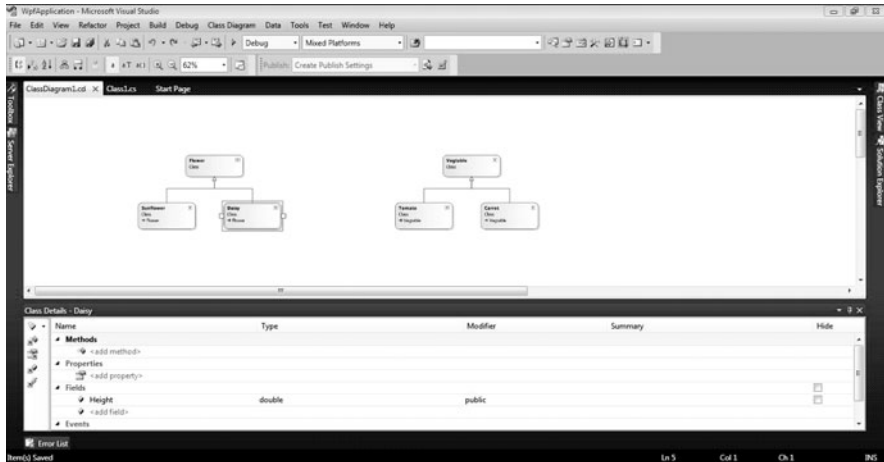 WpfApplication - Microsoft Visual Studio
File Edit View Refactor Project Build Debug Class Diagram Data Tools Test Window Help
Debug Mixed Platforms
62% Publish: Create Publish Settings
ClassDiagram1.cd X Class1.cs Start Page
Toolbox
Server Explorer
Class View
Solution Explorer
Flower
Class
Vegtable
Class
Sunflower
Class
Flower
Daisy
Class
Flower
Tomato
Class
Vegtable
Carrot
Class
Vegtable
Class Details - Daisy
Name Type Modifier Summary Hide
Methods
<add method>
Properties
<add property>
Fields
Height double public
<add field>
Events
Error List
Item(s) Saved Ln 5 Col 1 Ch 1 INS